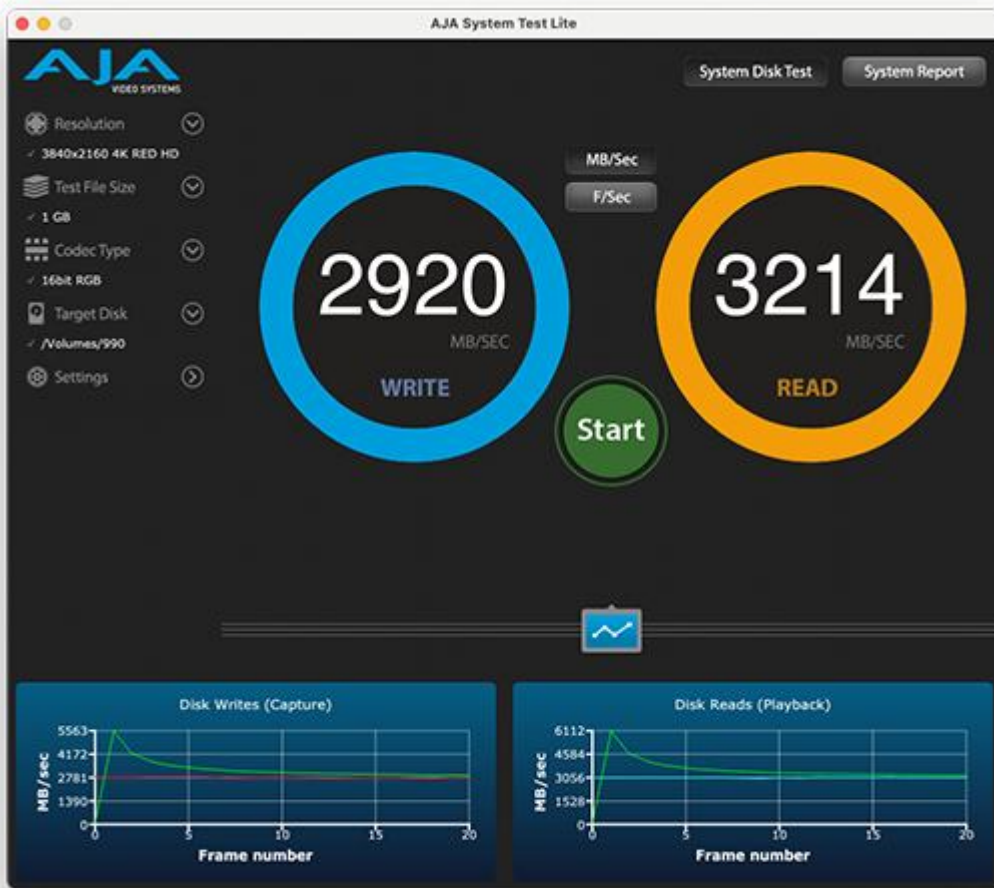 AJA System Test Lite
AJA
VIDEO SYSTEMS
System Disk Test
System Report
Resolution
3840x2160 4K RED HD
Test File Size
1 GB
Codec Type
16bit RGB
Target Disk
/Volumes/990
Settings
MB/Sec
F/Sec
2920
MB/SEC
WRITE
3214
MB/SEC
READ
Start
Disk Writes (Capture)
MB/sec
5563
4172
2781
1390
0
0 5 10 15 20
Frame number
Disk Reads (Playback)
MB/sec
6112
4584
3056
1528
0
0 5 10 15 20
Frame number